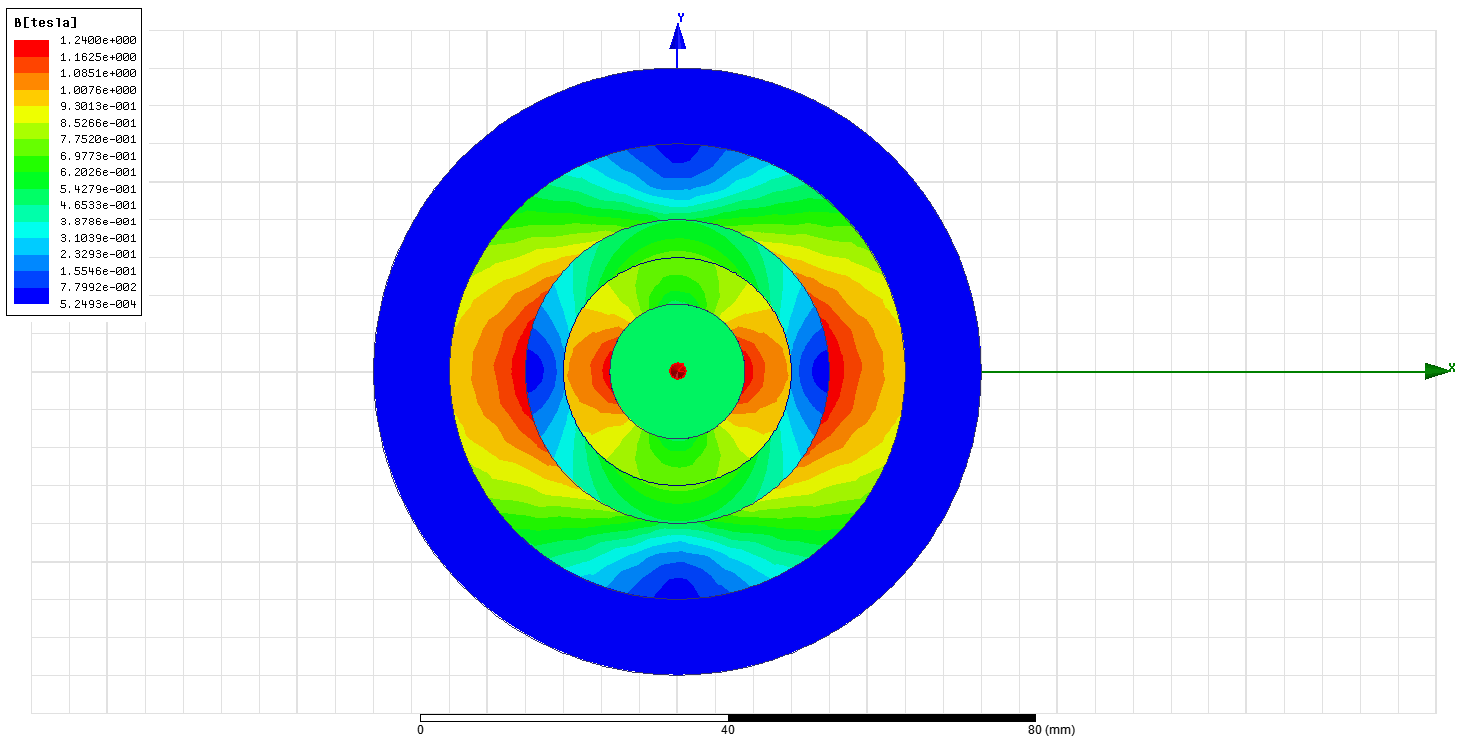 B[tesla]
1.2400e+000
1.1625e+000
1.0851e+000
1.0076e+000
9.3013e-001
8.5266e-001
7.7520e-001
6.9773e-001
6.2026e-001
5.4279e-001
4.6533e-001
3.8786e-001
3.1039e-001
2.3293e-001
1.5546e-001
7.7992e-002
5.2493e-004
Y
X
0 40 80 (mm)